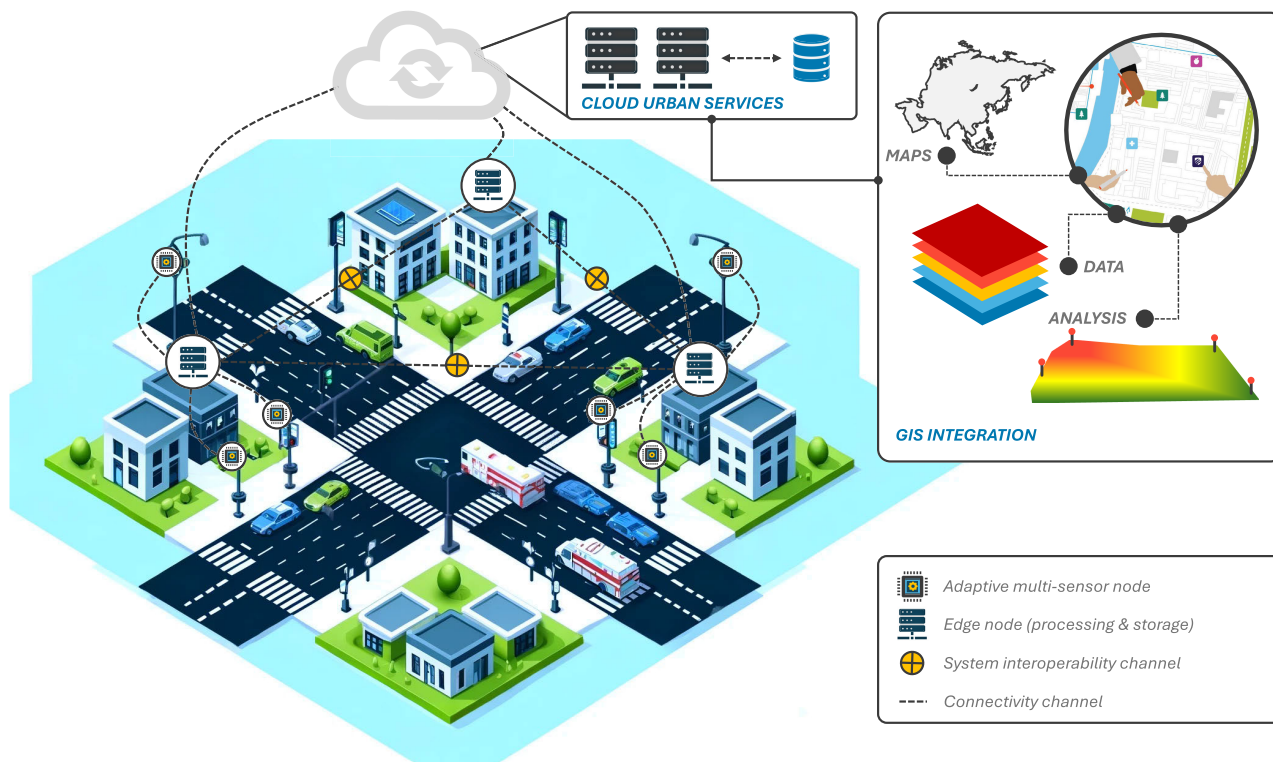 CLOUD URBAN SERVICES
MAPS
DATA
ANALYSIS
GIS INTEGRATION
Adaptive multi-sensor node
Edge node (processing & storage)
System interoperability channel
Connectivity channel